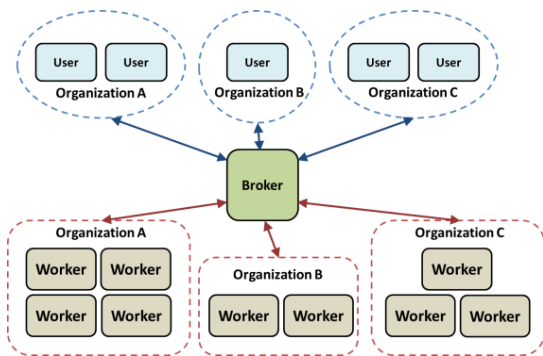 User User User User User
Organization A Organization B Organization C
Broker
Organization A Organization C
Worker Worker Worker
Organization B
Worker Worker Worker Worker Worker Worker